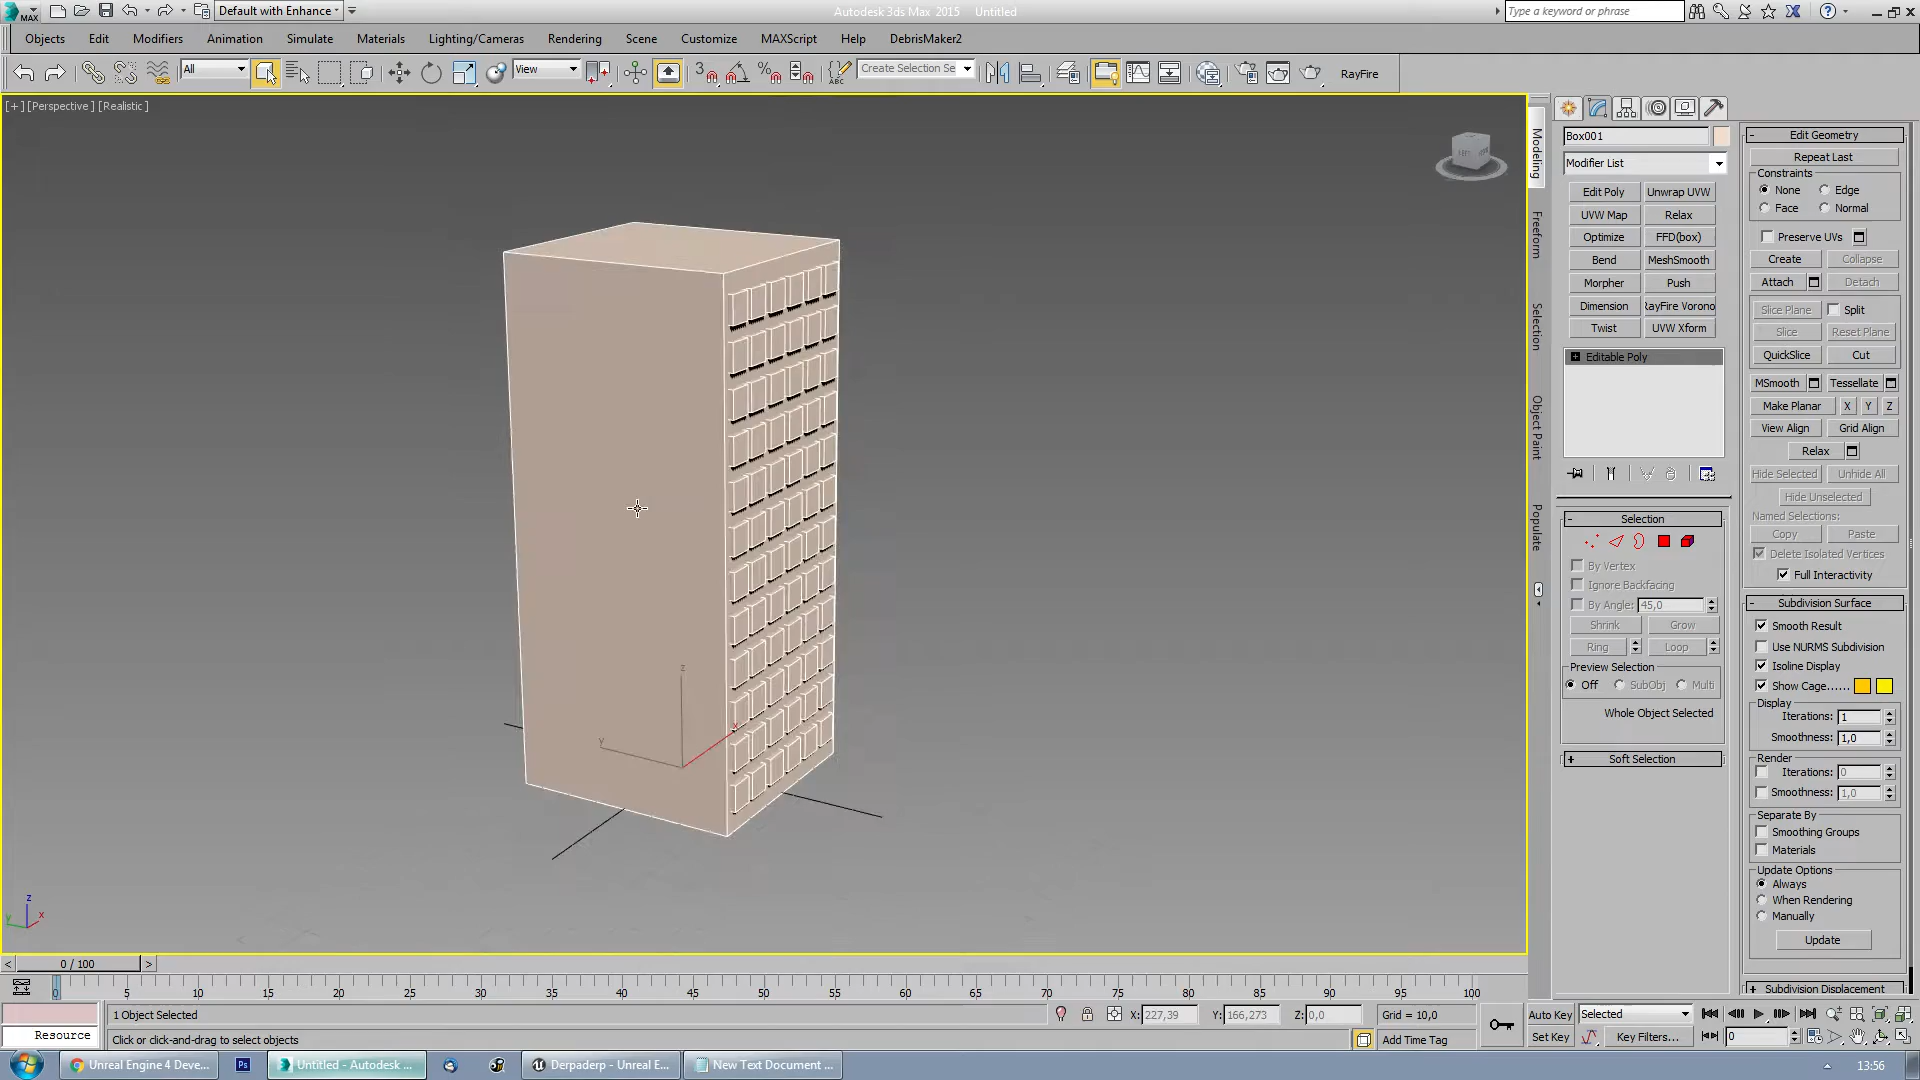 MAX
Default with Enhance
Autodesk 3ds Max 2015
Untitled
Type a keyword or phrase
Objects
Edit
Modifiers
Animation
Simulate
Materials
Lighting/Cameras
Rendering
Scene
Customize
MAXScript
Help
DebrisMaker2
All
View
3
ABC
Create Selection Se
RayFire
[+] [Perspective ] [Realistic ]
Modeling
Freeform
Selection
Object Paint
Populate
Box001
Modifier List
Edit Poly
Unwrap UVW
UVW Map
Relax
Optimize
FFD(box)
Bend
MeshSmooth
Morpher
Push
Dimension
RayFire Vorono
Twist
UVW Xform
Editable Poly
Selection
By Vertex
Ignore Backfacing
By Angle:
45,0
Shrink
Grow
Ring
Loop
Preview Selection
Off
SubObj
Multi
Whole Object Selected
Soft Selection
Edit Geometry
Repeat Last
Constraints
None
Edge
Face
Normal
Preserve UVs
Create
Collapse
Attach
Detach
Slice Plane
Split
Slice
Reset Plane
QuickSlice
Cut
MSmooth
Tessellate
Make Planar
X
Y
Z
View Align
Grid Align
Relax
Hide Selected
Unhide All
Hide Unselected
Named Selections:
Copy
Paste
Delete Isolated Vertices
Full Interactivity
Subdivision Surface
Smooth Result
Use NURMS Subdivision
Isoline Display
Show Cage......
Display
Iterations:
1
Smoothness:
1,0
Render
Iterations:
0
Smoothness:
1,0
Separate By
Smoothing Groups
Materials
Update Options
Always
When Rendering
Manually
Update
Subdivision Displacement
z
x
y
z
x
y
< 0 / 100 >
0
5
10
15
20
25
30
35
40
45
50
55
60
65
70
75
80
85
90
95
100
1 Object Selected
X:
227,39
Y:
166,273
Z:
0,0
Grid = 10,0
Auto Key
Selected
Resource
Click or click-and-drag to select objects
Add Time Tag
Set Key
Key Filters...
0
Unreal Engine 4 Deve...
Ps
Untitled - Autodesk ...
Derpaderp - Unreal E...
New Text Document ...
13:56